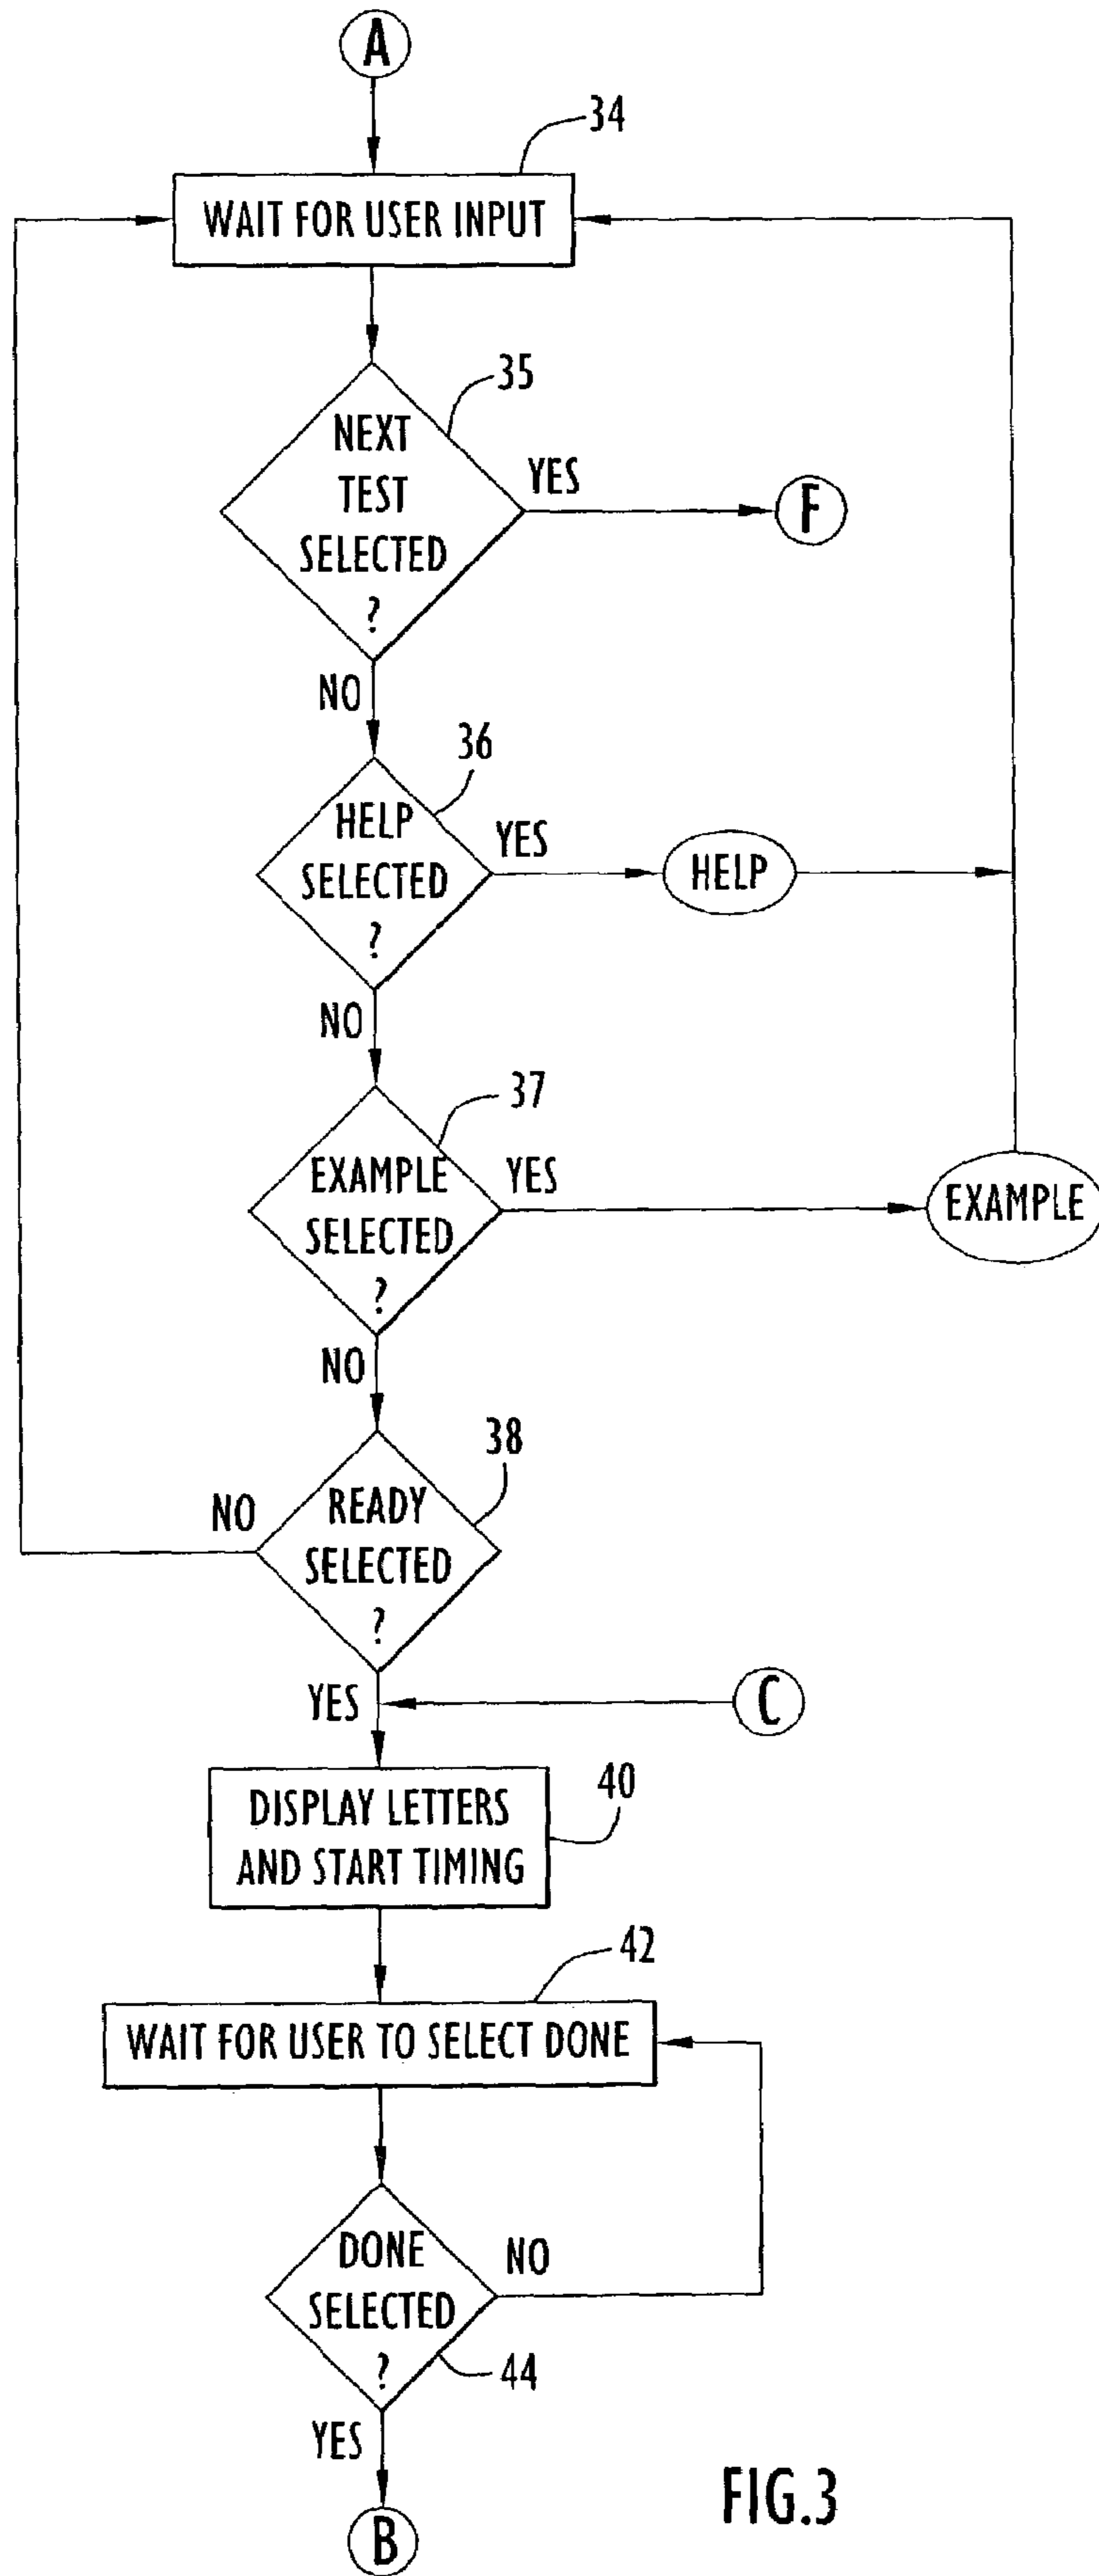 A
34
WAIT FOR USER INPUT
35
NEXT
TEST
SELECTED
?
YES
F
NO
36
HELP
SELECTED
?
YES
HELP
NO
37
EXAMPLE
SELECTED
?
YES
EXAMPLE
NO
38
READY
SELECTED
?
NO
YES
C
40
DISPLAY LETTERS
AND START TIMING
42
WAIT FOR USER TO SELECT DONE
DONE
SELECTED
?
NO
44
YES
B
FIG.3